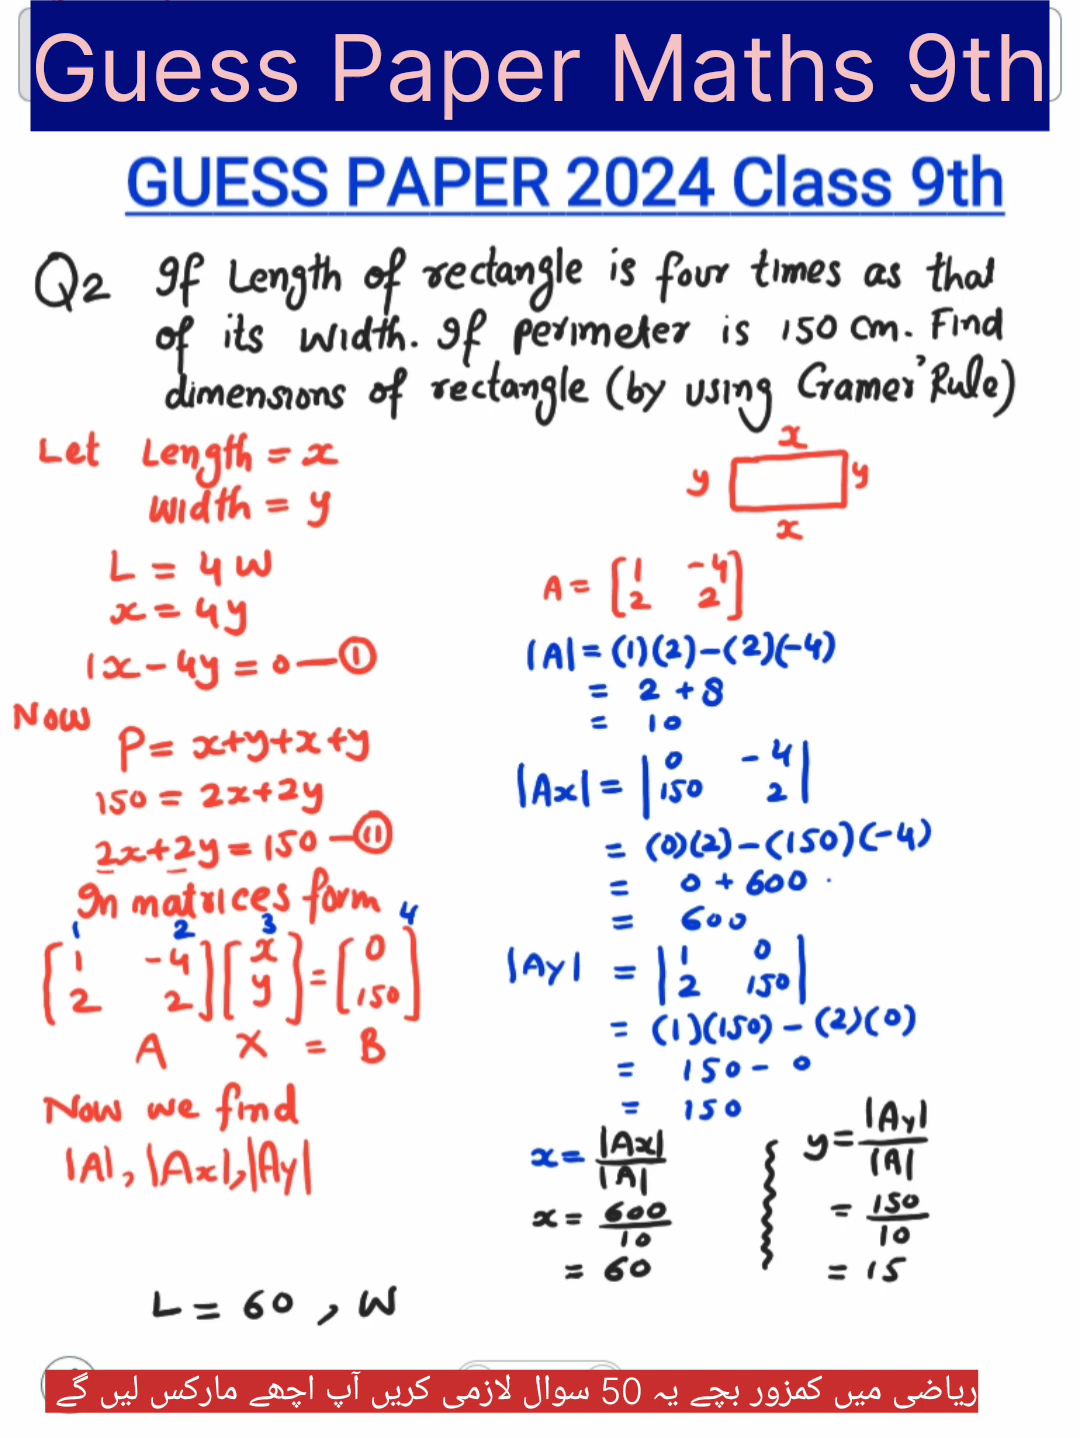 Guess Paper Maths 9th
GUESS PAPER 2024 Class 9th
Q2 If Length of rectangle is four times as that
of its width. If perimeter is 150 cm. Find
dimensions of rectangle (by using Cramer' Rule)
Let Length = x
width = y
L = 4 W
x = 4y
1x - 4y = 0 — ①
Now
P = x+y+x+y
150 = 2x+2y
2x+2y = 150 — ⑪
In matrices form
1 2 3 4
[1 -4] [x] = [0]
[2 2] [y] [150]
A X = B
Now we find
|A|, |Ax|, |Ay|
x
y y
x
A = [1 -4]
[2 2]
|A| = (1)(2)-(2)(-4)
= 2 + 8
= 10
|Ax| = |0 -4|
|150 2|
= (0)(2)-(150)(-4)
= 0 + 600
= 600
|Ay| = |1 0|
|2 150|
= (1)(150) - (2)(0)
= 150 - 0
= 150
x = |Ax|
|A|
x = 600
10
= 60
y = |Ay|
|A|
= 150
10
= 15
L = 60 , W
ریاضی میں کمزور بچے یہ 50 سوال لازمی کریں آپ اچھے مارکس لیں گے